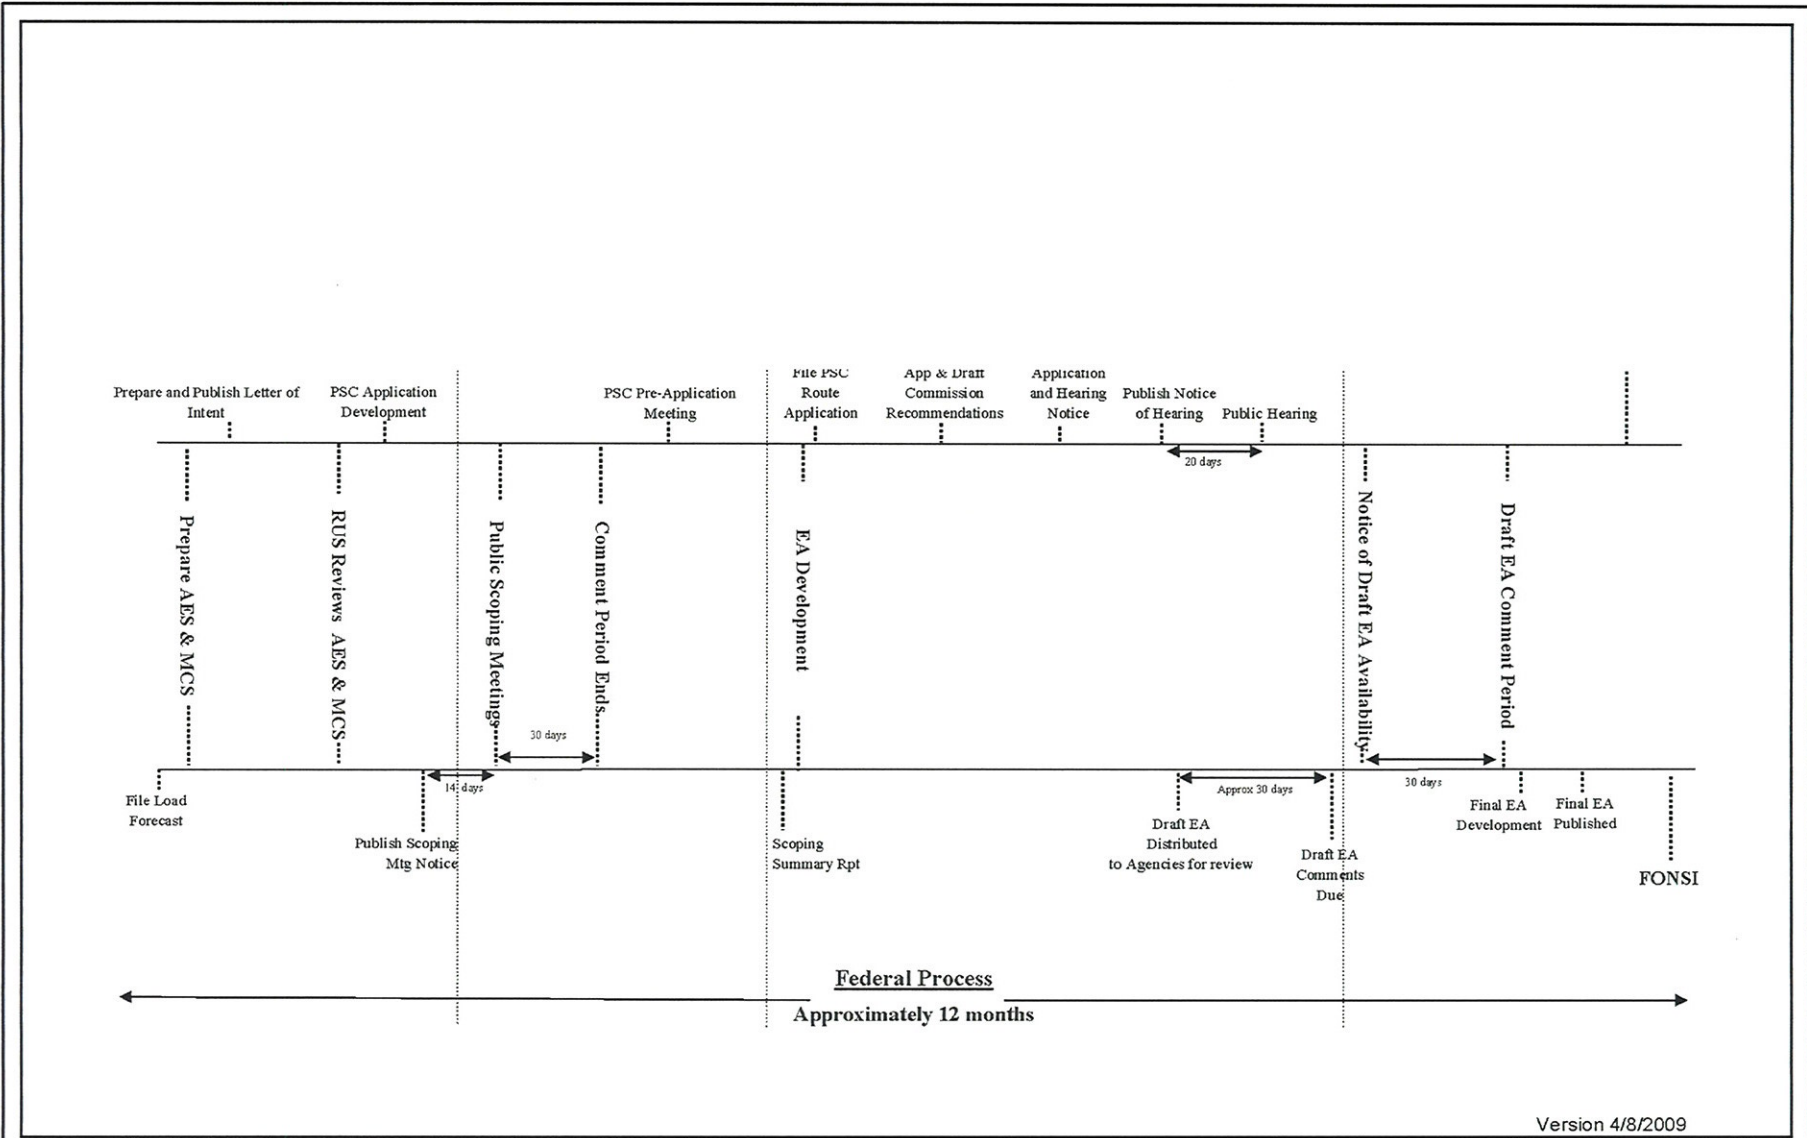 Prepare and Publish Letter of
Intent
PSC Application
Development
PSC Pre-Application
Meeting
File PSC
Route
Application
App & Draft
Commission
Recommendations
Application
and Hearing
Notice
Publish Notice
of Hearing
Public Hearing
20 days
Prepare AES & MCS
RUS Reviews AES & MCS
Public Scoping Meetings
Comment Period Ends
EA Development
Notice of Draft EA Availability
Draft EA Comment Period
30 days
14 days
Approx 30 days
30 days
File Load
Forecast
Publish Scoping
Mtg Notice
Scoping
Summary Rpt
Draft EA
Distributed
to Agencies for review
Draft EA
Comments
Due
Final EA
Development
Final EA
Published
FONSI
Federal Process
Approximately 12 months
Version 4/8/2009